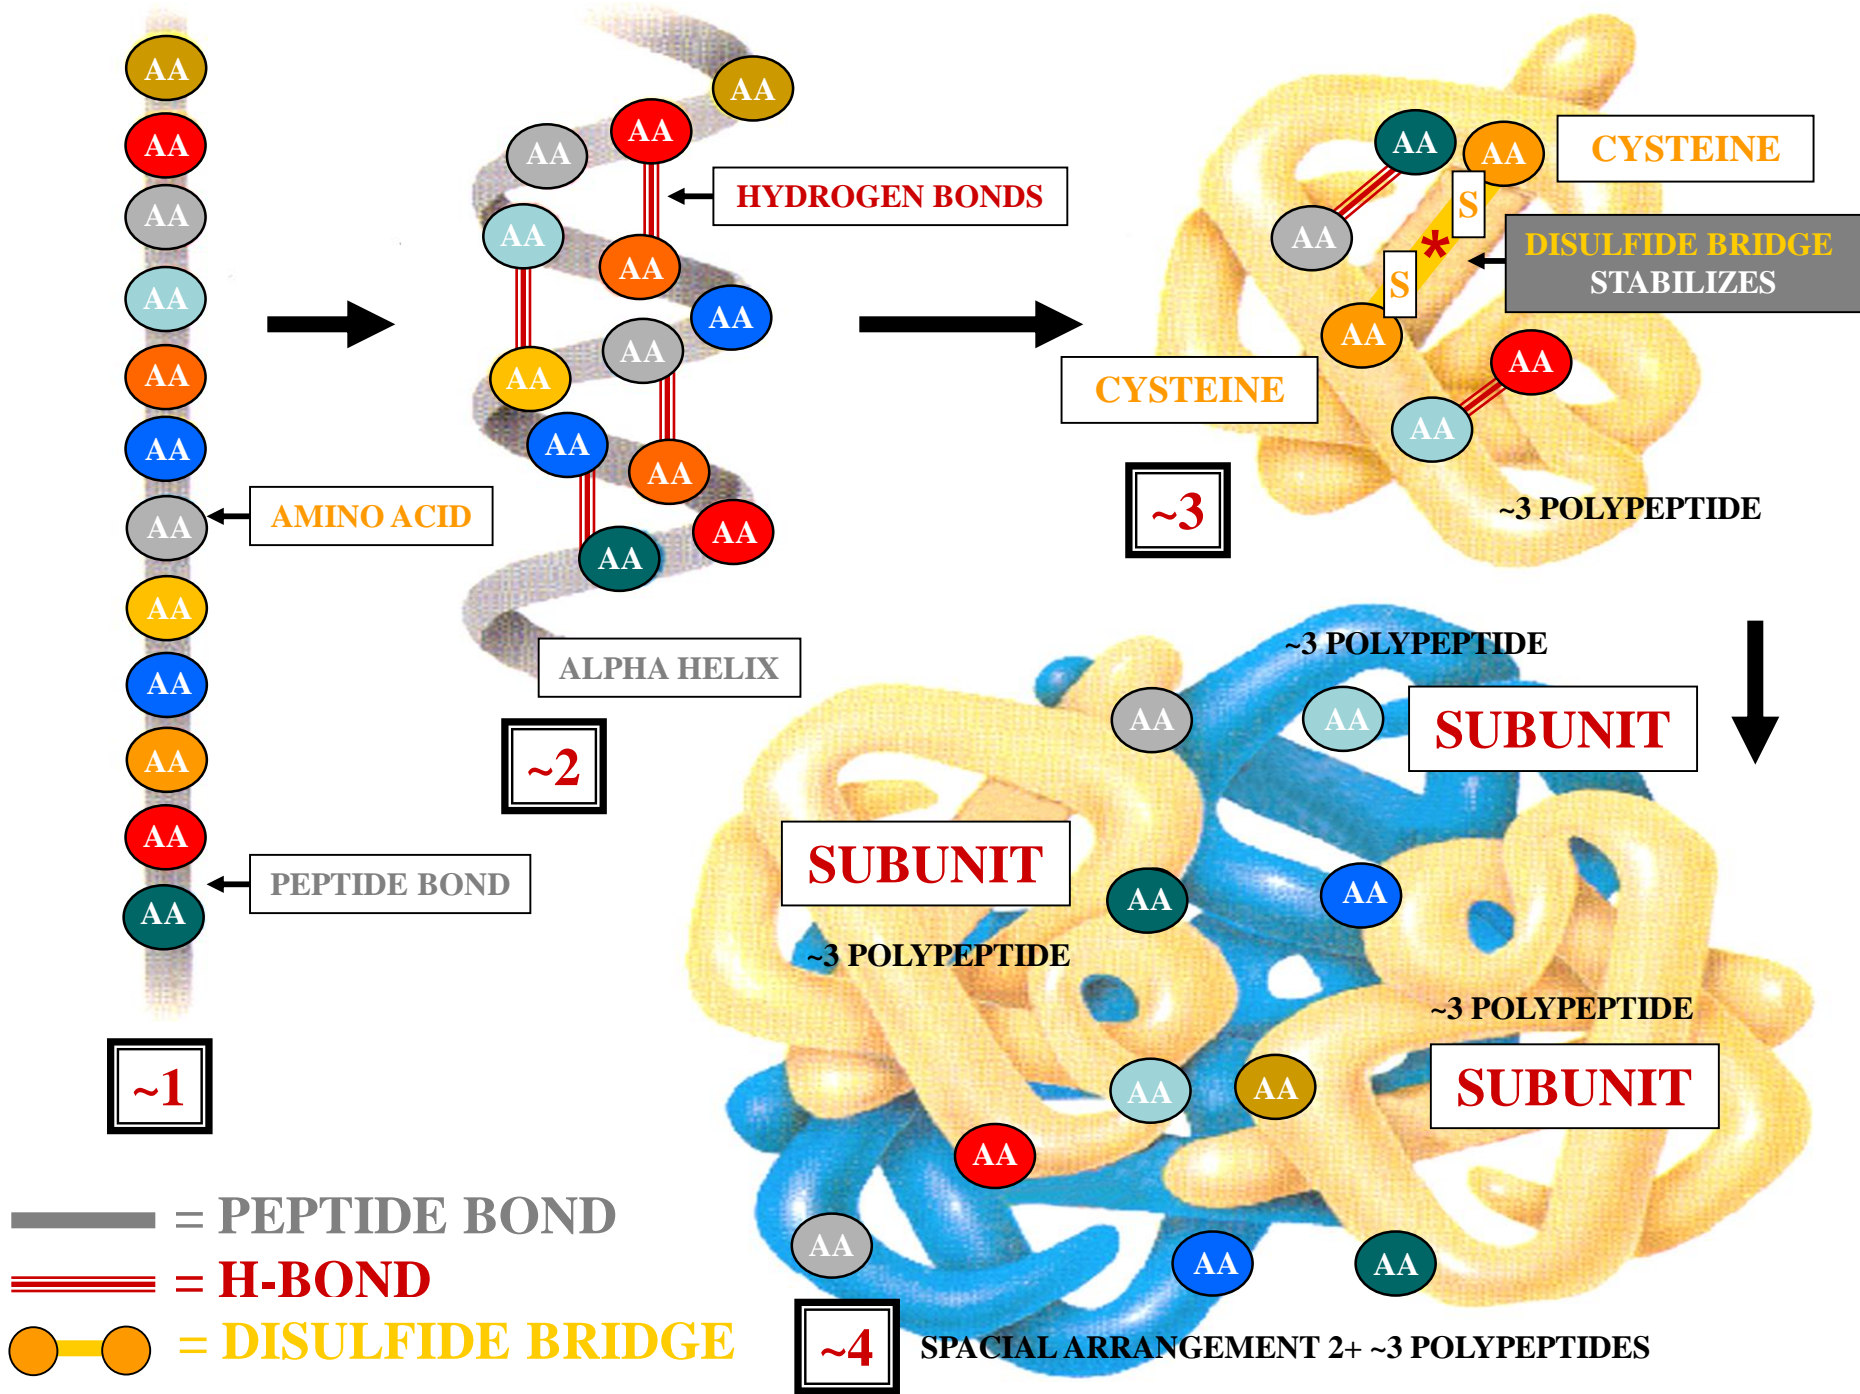 AA
AA
AA
AA
AA
AA
AA
AMINO ACID
AA
AA
AA
AA
PEPTIDE BOND
AA
~1
AA
AA
AA
HYDROGEN BONDS
AA
AA
AA
AA
AA
AA
AA
AA
AA
ALPHA HELIX
~2
AA
AA
CYSTEINE
S
AA
DISULFIDE BRIDGE
STABILIZES
*
S
AA
AA
CYSTEINE
AA
~3
~3 POLYPEPTIDE
~3 POLYPEPTIDE
AA
AA
SUBUNIT
SUBUNIT
AA
AA
~3 POLYPEPTIDE
~3 POLYPEPTIDE
AA
AA
SUBUNIT
AA
AA
AA
AA
~4
SPACIAL ARRANGEMENT 2+ ~3 POLYPEPTIDES
= PEPTIDE BOND
= H-BOND
= DISULFIDE BRIDGE